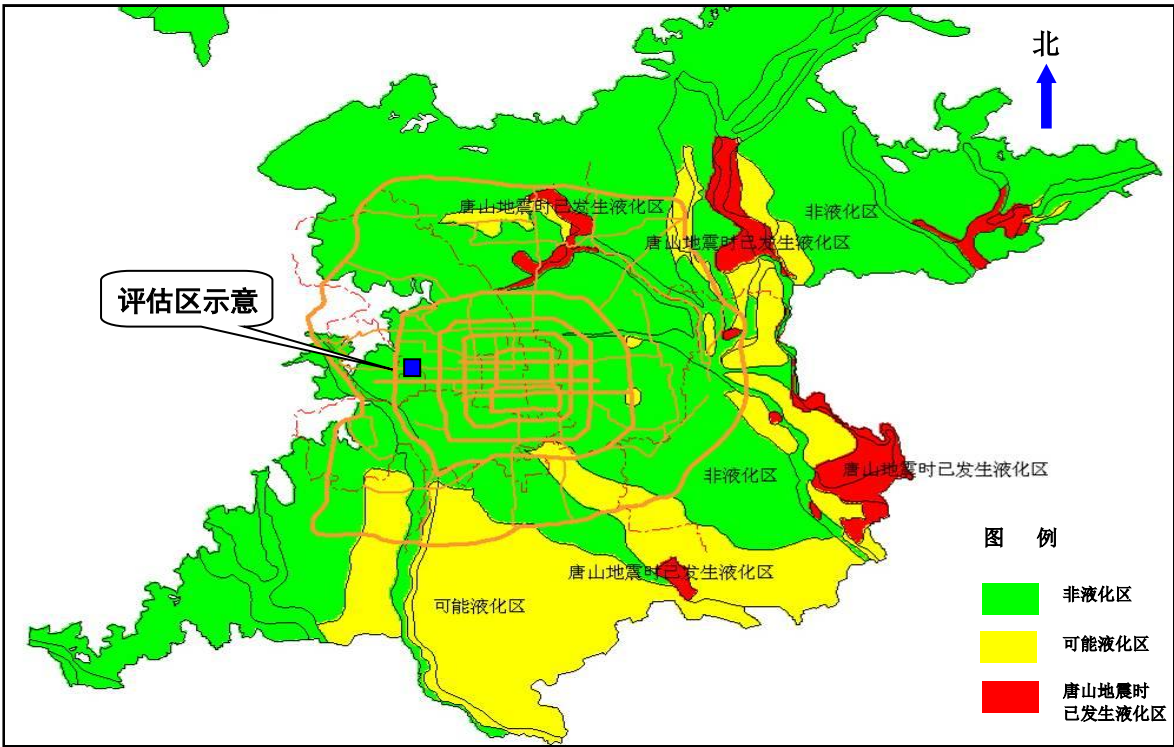 北
唐山地震时已发生液化区
非液化区
唐山地震时已发生液化区
评估区示意
唐山地震时已发生液化区
非液化区
唐山地震时已发生液化区
可能液化区
图 例
非液化区
可能液化区
唐山地震时
已发生液化区